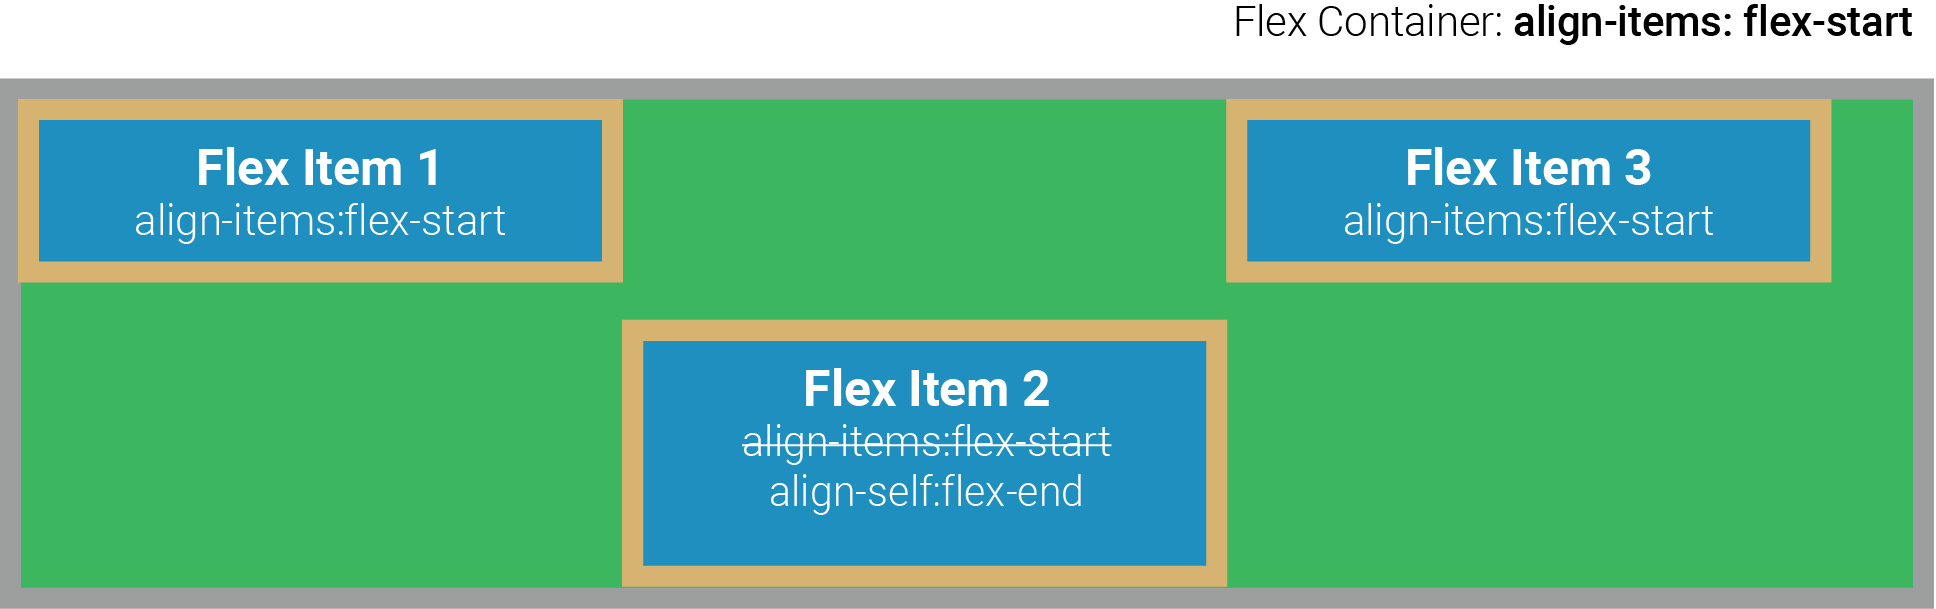 Flex Container: align-items: flex-start
Flex Item 1
align-items:flex-start
Flex Item 3
align-items:flex-start
Flex Item 2
align-items:flex-start
align-self:flex-end